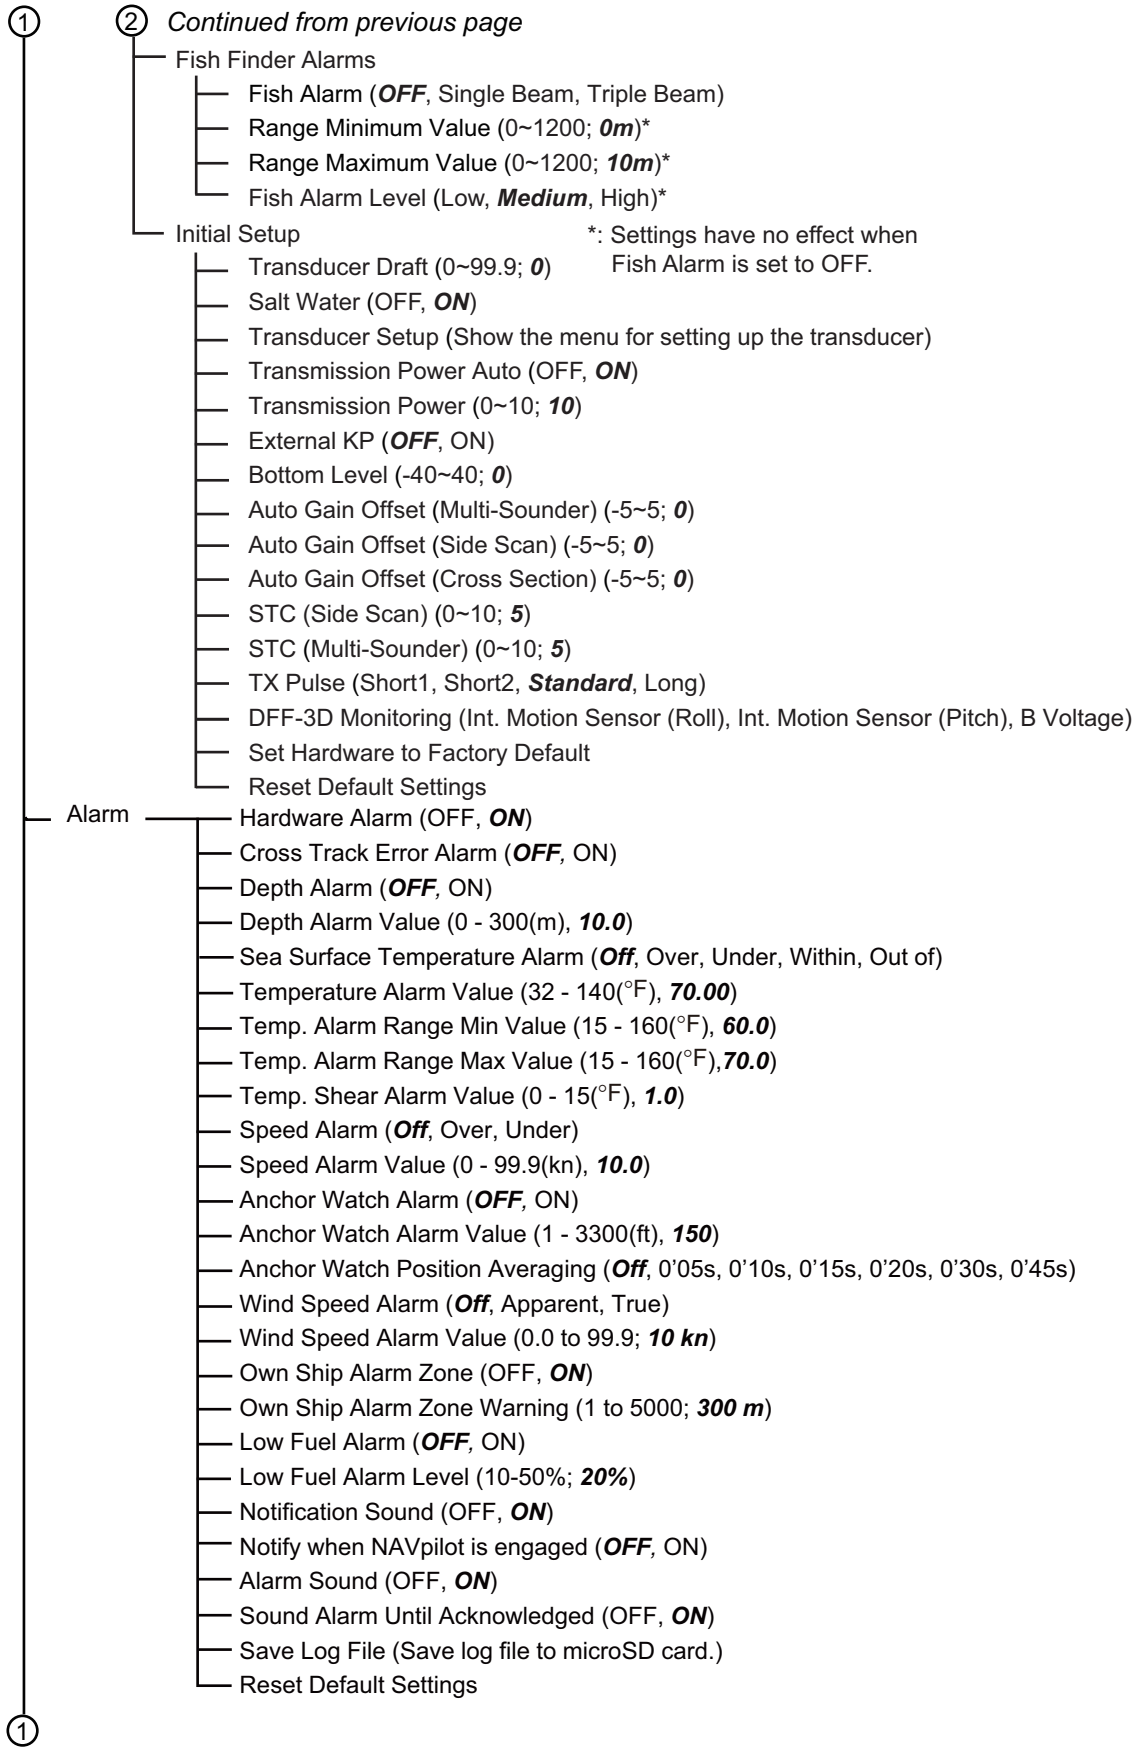 ① ② Continued from previous page
Fish Finder Alarms
Fish Alarm (OFF, Single Beam, Triple Beam)
Range Minimum Value (0~1200; 0m)*
Range Maximum Value (0~1200; 10m)*
Fish Alarm Level (Low, Medium, High)*
Initial Setup
*: Settings have no effect when
Fish Alarm is set to OFF.
Transducer Draft (0~99.9; 0)
Salt Water (OFF, ON)
Transducer Setup (Show the menu for setting up the transducer)
Transmission Power Auto (OFF, ON)
Transmission Power (0~10; 10)
External KP (OFF, ON)
Bottom Level (-40~40; 0)
Auto Gain Offset (Multi-Sounder) (-5~5; 0)
Auto Gain Offset (Side Scan) (-5~5; 0)
Auto Gain Offset (Cross Section) (-5~5; 0)
STC (Side Scan) (0~10; 5)
STC (Multi-Sounder) (0~10; 5)
TX Pulse (Short1, Short2, Standard, Long)
DFF-3D Monitoring (Int. Motion Sensor (Roll), Int. Motion Sensor (Pitch), B Voltage)
Set Hardware to Factory Default
Reset Default Settings
Alarm
Hardware Alarm (OFF, ON)
Cross Track Error Alarm (OFF, ON)
Depth Alarm (OFF, ON)
Depth Alarm Value (0 - 300(m), 10.0)
Sea Surface Temperature Alarm (Off, Over, Under, Within, Out of)
Temperature Alarm Value (32 - 140(°F), 70.00)
Temp. Alarm Range Min Value (15 - 160(°F), 60.0)
Temp. Alarm Range Max Value (15 - 160(°F),70.0)
Temp. Shear Alarm Value (0 - 15(°F), 1.0)
Speed Alarm (Off, Over, Under)
Speed Alarm Value (0 - 99.9(kn), 10.0)
Anchor Watch Alarm (OFF, ON)
Anchor Watch Alarm Value (1 - 3300(ft), 150)
Anchor Watch Position Averaging (Off, 0’05s, 0’10s, 0’15s, 0’20s, 0’30s, 0’45s)
Wind Speed Alarm (Off, Apparent, True)
Wind Speed Alarm Value (0.0 to 99.9; 10 kn)
Own Ship Alarm Zone (OFF, ON)
Own Ship Alarm Zone Warning (1 to 5000; 300 m)
Low Fuel Alarm (OFF, ON)
Low Fuel Alarm Level (10-50%; 20%)
Notification Sound (OFF, ON)
Notify when NAVpilot is engaged (OFF, ON)
Alarm Sound (OFF, ON)
Sound Alarm Until Acknowledged (OFF, ON)
Save Log File (Save log file to microSD card.)
Reset Default Settings
①